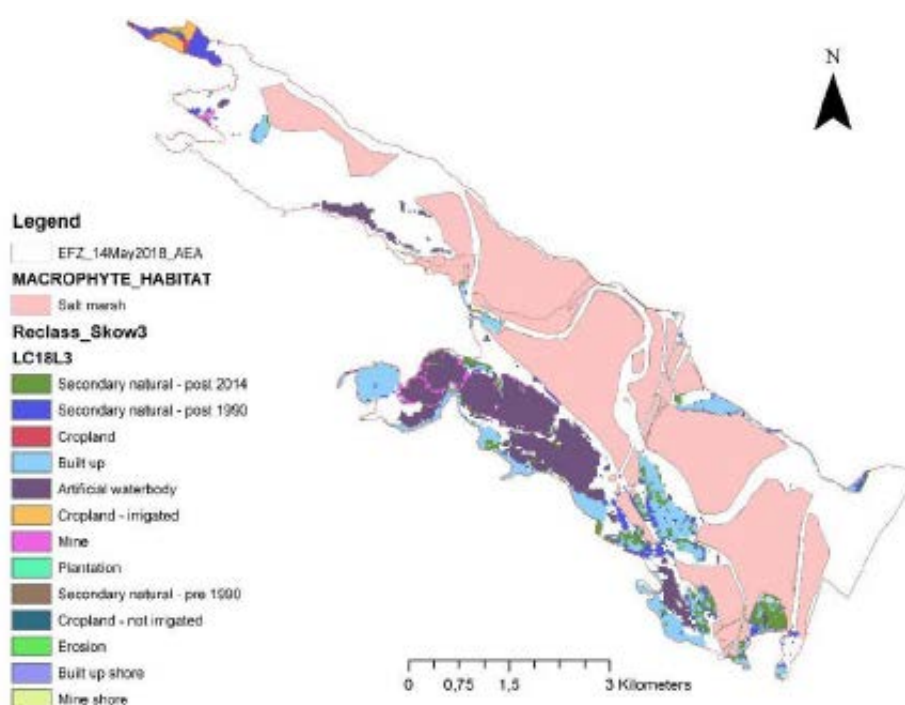 N
Legend
EFZ_14May2018_AEA
MACROPHYTE_HABITAT
Salt marsh
Reclass_Skow3
LC18L3
Secondary natural - post 2014
Secondary natural - post 1990
Cropland
Built up
Artificial waterbody
Cropland - irrigated
Mine
Plantation
Secondary natural - pre 1990
Cropland - not irrigated
Erosion
Built up shore
Mine shore
0 0,75 1,5 3 Kilometers